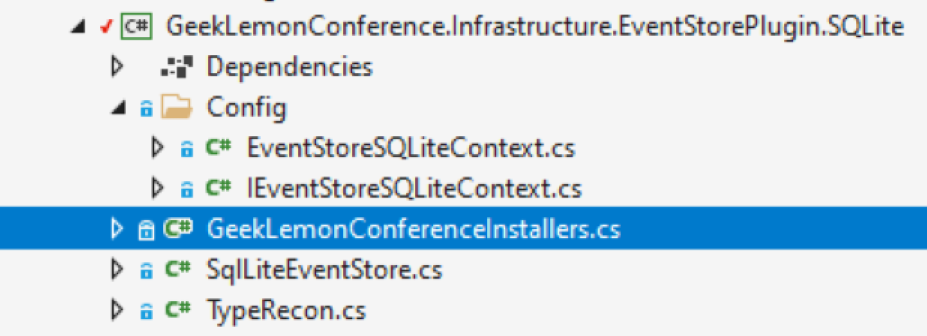 C# GeekLemonConference.Infrastructure.EventStorePlugin.SQLite
Dependencies
Config
C# EventStoreSQLiteContext.cs
C# IEventStoreSQLiteContext.cs
C# GeekLemonConferenceInstallers.cs
C# SqlLiteEventStore.cs
C# TypeRecon.cs